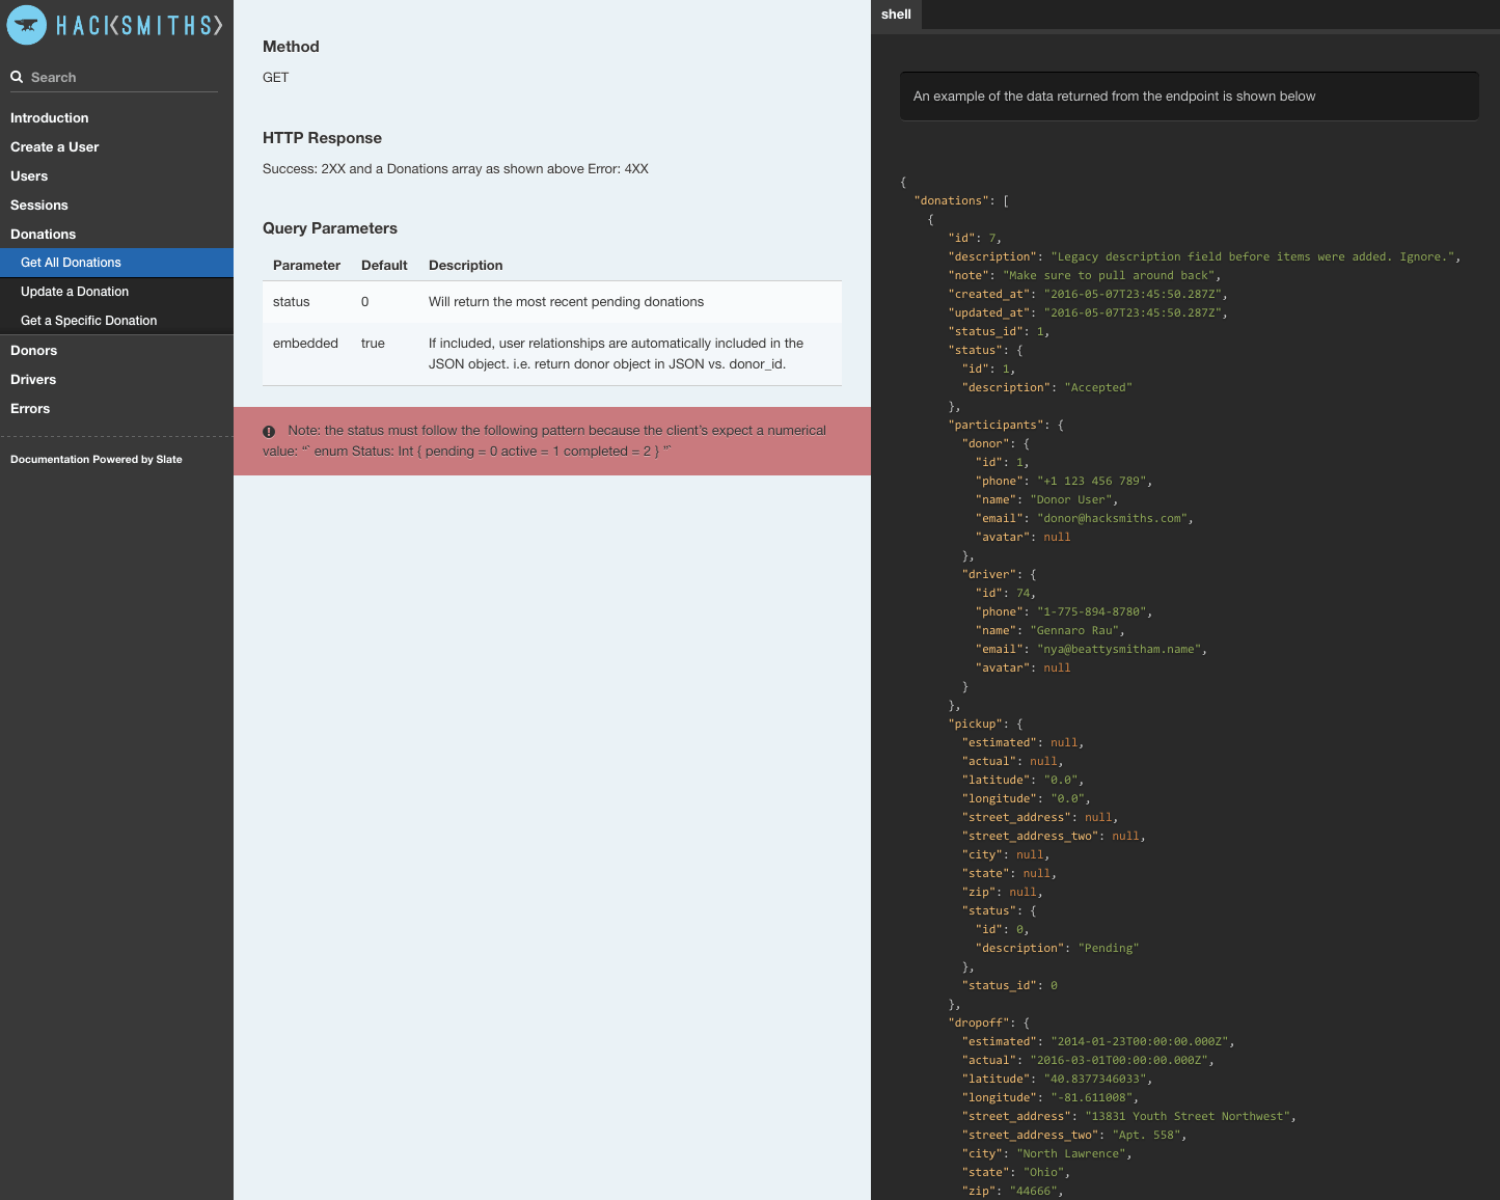 HACKSMITHS
Search
Introduction
Create a User
Users
Sessions
Donations
Get All Donations
Update a Donation
Get a Specific Donation
Donors
Drivers
Errors
Documentation Powered by Slate
Method
GET
HTTP Response
Success: 2XX and a Donations array as shown above Error: 4XX
Query Parameters
Parameter Default Description
status 0 Will return the most recent pending donations
embedded true If included, user relationships are automatically included in the
JSON object. i.e. return donor object in JSON vs. donor_id.
Note: the status must follow the following pattern because the client’s expect a numerical
value: “` enum Status: Int { pending = 0 active = 1 completed = 2 } “`
shell
An example of the data returned from the endpoint is shown below
{
"donations": [
{
"id": 7,
"description": "Legacy description field before items were added. Ignore.",
"note": "Make sure to pull around back",
"created_at": "2016-05-07T23:45:50.287Z",
"updated_at": "2016-05-07T23:45:50.287Z",
"status_id": 1,
"status": {
"id": 1,
"description": "Accepted"
},
"participants": {
"donor": {
"id": 1,
"phone": "+1 123 456 789",
"name": "Donor User",
"email": "donor@hacksmiths.com",
"avatar": null
},
"driver": {
"id": 74,
"phone": "1-775-894-8780",
"name": "Gennaro Rau",
"email": "nya@beattysmitham.name",
"avatar": null
}
},
"pickup": {
"estimated": null,
"actual": null,
"latitude": "0.0",
"longitude": "0.0",
"street_address": null,
"street_address_two": null,
"city": null,
"state": null,
"zip": null,
"status": {
"id": 0,
"description": "Pending"
},
"status_id": 0
},
"dropoff": {
"estimated": "2014-01-23T00:00:00.000Z",
"actual": "2016-03-01T00:00:00.000Z",
"latitude": "40.8377346033",
"longitude": "-81.611008",
"street_address": "13831 Youth Street Northwest",
"street_address_two": "Apt. 558",
"city": "North Lawrence",
"state": "Ohio",
"zip": "44666",